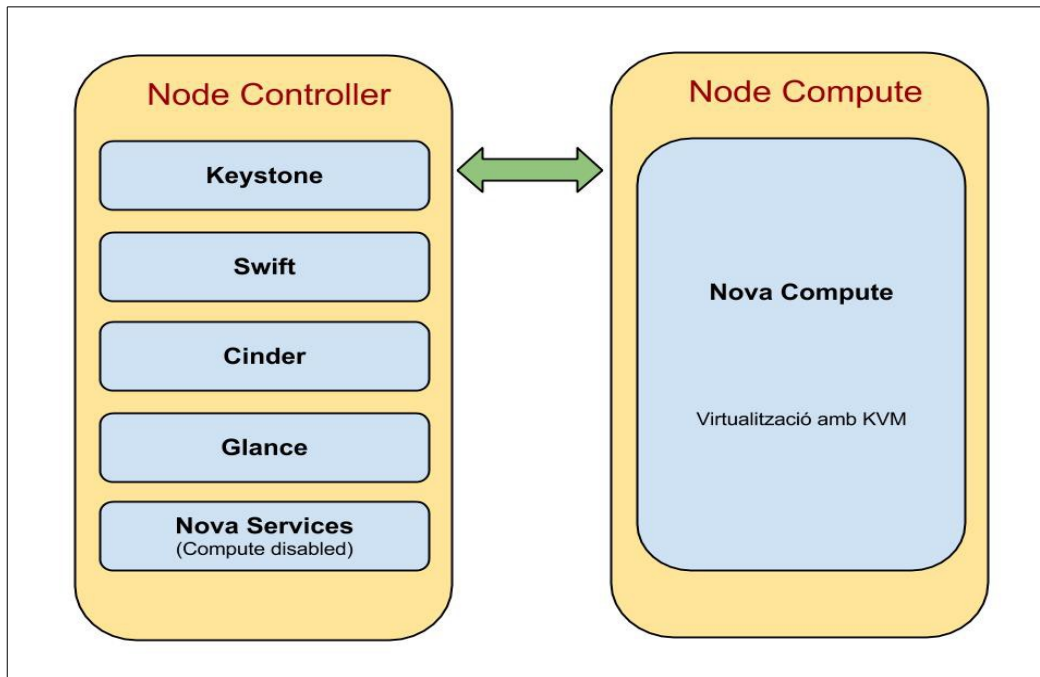 Node Controller
Keystone
Swift
Cinder
Glance
Nova Services
(Compute disabled)
Node Compute
Nova Compute
Virtualització amb KVM